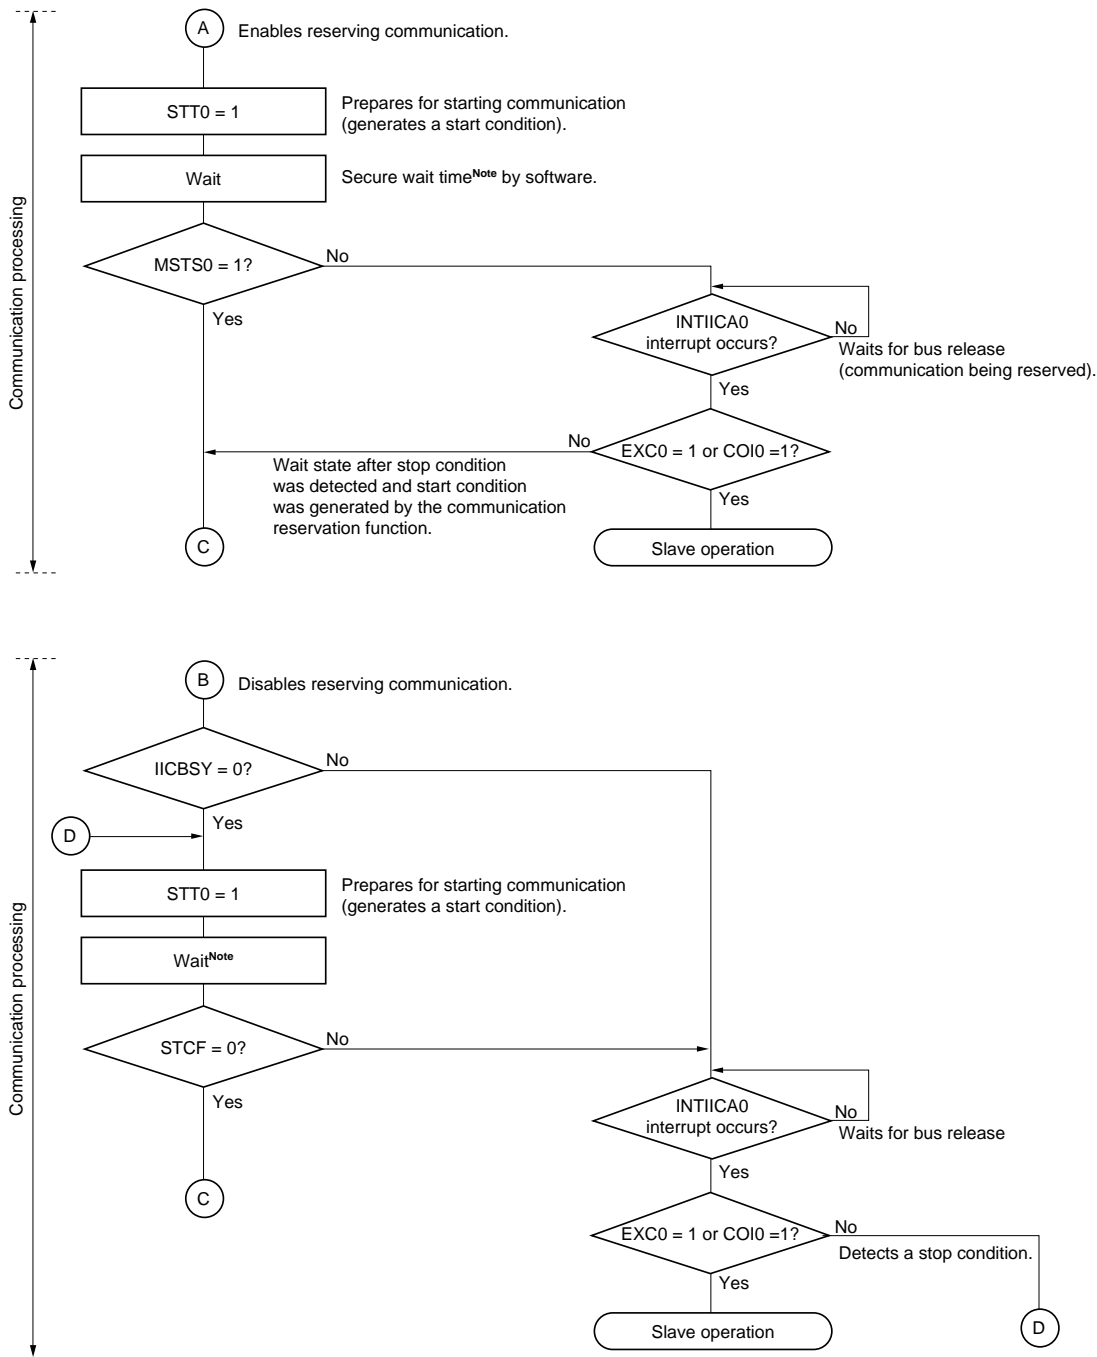 A
Enables reserving communication.
STT0 = 1
Prepares for starting communication
(generates a start condition).
Wait
Secure wait timeNote by software.
MSTS0 = 1?
No
Yes
INTIICA0
interrupt occurs?
No
Waits for bus release
(communication being reserved).
Yes
EXC0 = 1 or COI0 =1?
No
Wait state after stop condition
was detected and start condition
was generated by the communication
reservation function.
Yes
C
Slave operation
Communication processing
B
Disables reserving communication.
IICBSY = 0?
No
Yes
D
STT0 = 1
Prepares for starting communication
(generates a start condition).
WaitNote
STCF = 0?
No
Yes
INTIICA0
interrupt occurs?
No
Waits for bus release
Yes
C
EXC0 = 1 or COI0 =1?
No
Detects a stop condition.
Yes
Slave operation
D
Communication processing